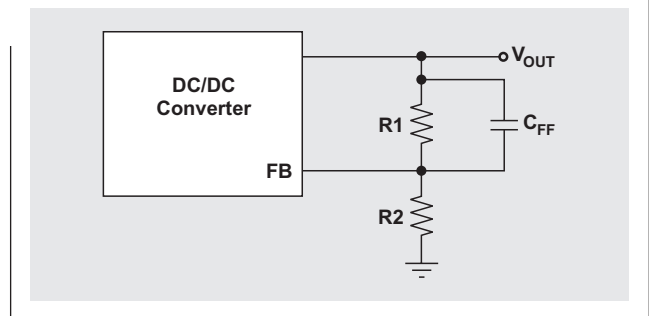 DC/DC
Converter
VOUT
R1
CFF
FB
R2